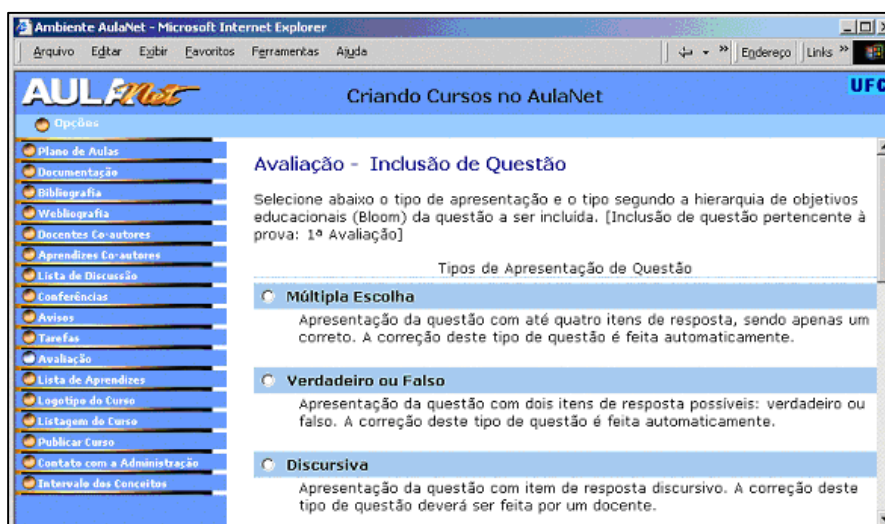 Ambiente AulaNet - Microsoft Internet Explorer
Arquivo Editar Exibir Favoritos Ferramentas Ajuda
Endereço Links »
AULANet
Criando Cursos no AulaNet
UFC
Opções
Plano de Aulas
Documentação
Bibliografia
Webliografia
Docentes Co-autores
Aprendizes Co-autores
Lista de Discussão
Conferências
Avisos
Tarefas
Avaliação
Lista de Aprendizes
Logotipo do Curso
Listagem do Curso
Publicar Curso
Contato com a Administração
Intervalo dos Conceitos
Avaliação - Inclusão de Questão
Selecione abaixo o tipo de apresentação e o tipo segundo a hierarquia de objetivos
educacionais (Bloom) da questão a ser incluída. [Inclusão de questão pertencente à
prova: 1ª Avaliação]
Tipos de Apresentação de Questão
Múltipla Escolha
Apresentação da questão com até quatro itens de resposta, sendo apenas um
correto. A correção deste tipo de questão é feita automaticamente.
Verdadeiro ou Falso
Apresentação da questão com dois itens de resposta possíveis: verdadeiro ou
falso. A correção deste tipo de questão é feita automaticamente.
Discursiva
Apresentação da questão com item de resposta discursivo. A correção deste
tipo de questão deverá ser feita por um docente.